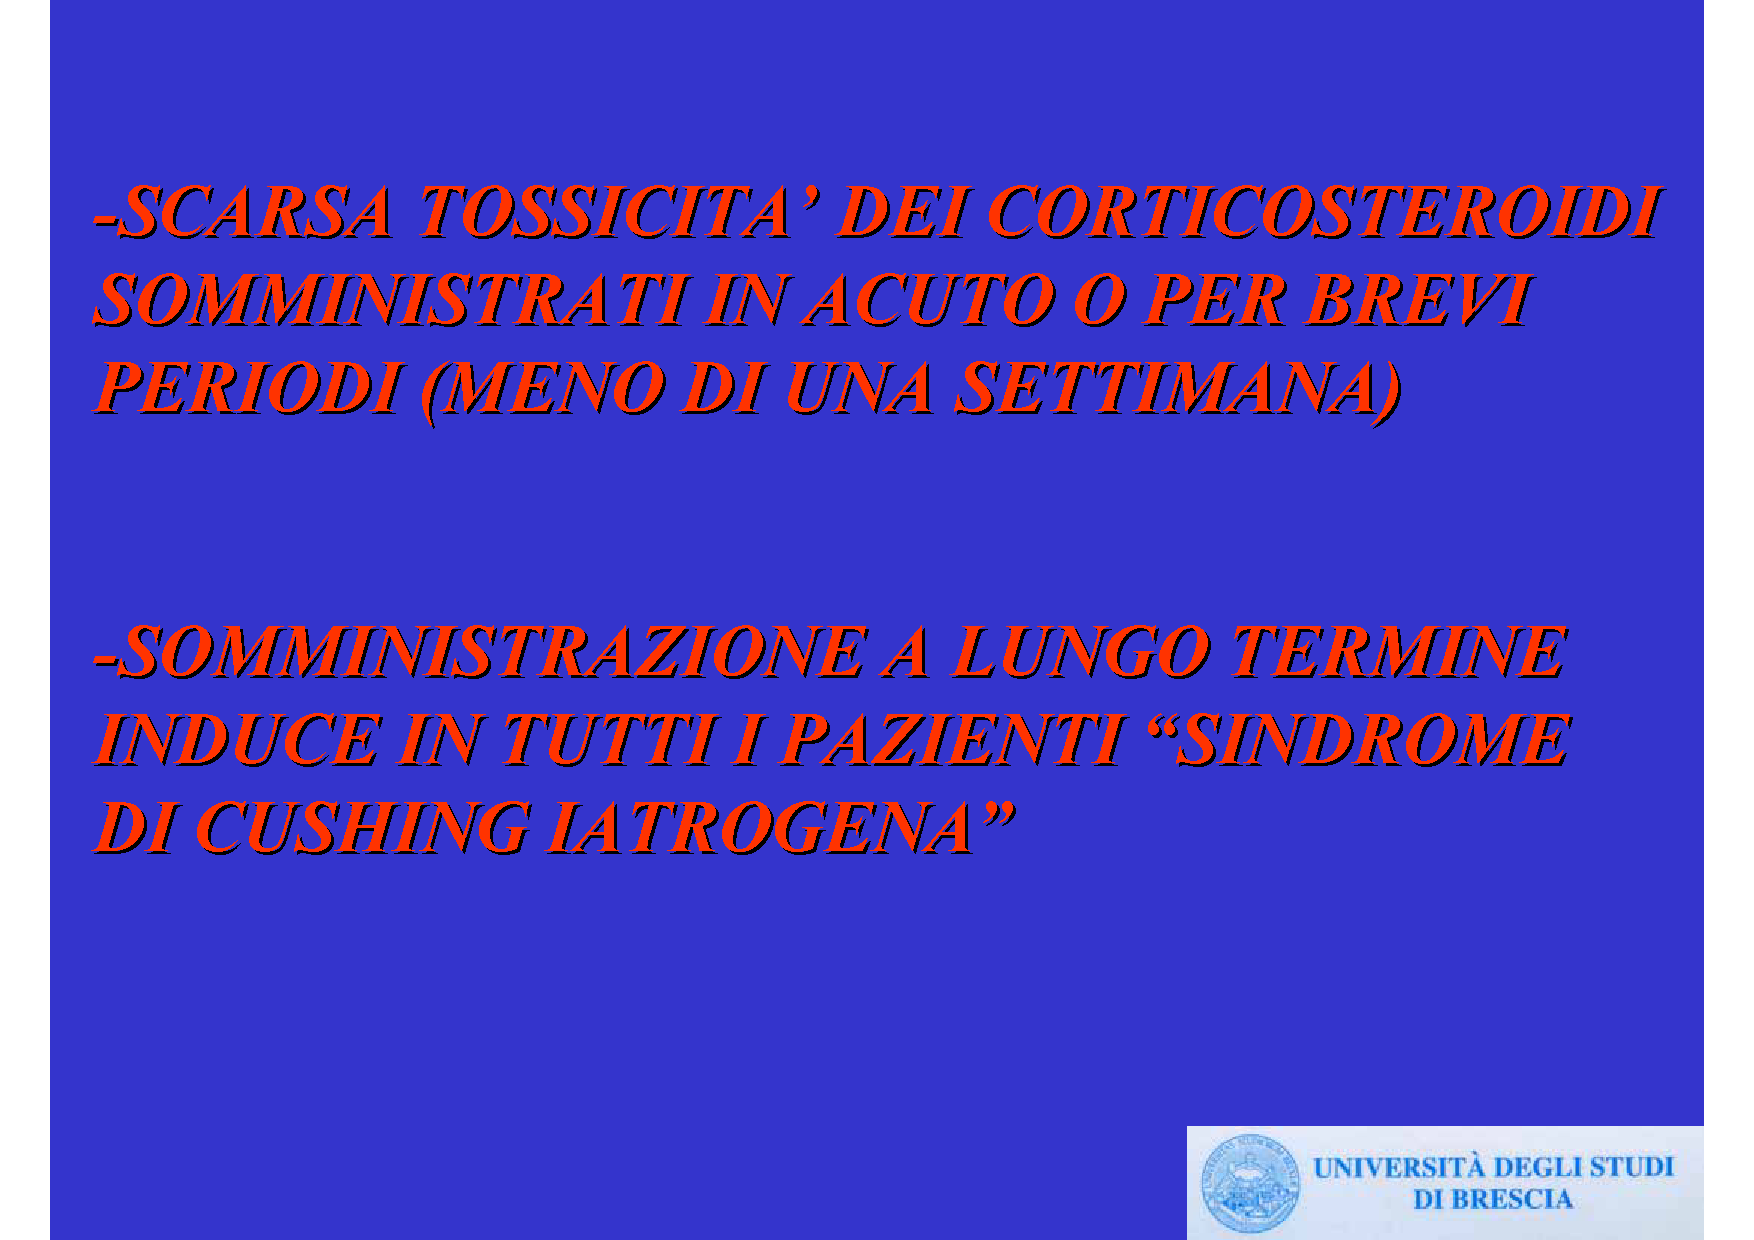 -SCARSA TOSSICITA’ DEI CORTICOSTEROIDI
SOMMINISTRATI IN ACUTO O PER BREVI
PERIODI (MENO DI UNA SETTIMANA)
-SOMMINISTRAZIONE A LUNGO TERMINE
INDUCE IN TUTTI I PAZIENTI “SINDROME
DI CUSHING IATROGENA”
UNIVERSITÀ DEGLI STUDI
DI BRESCIA